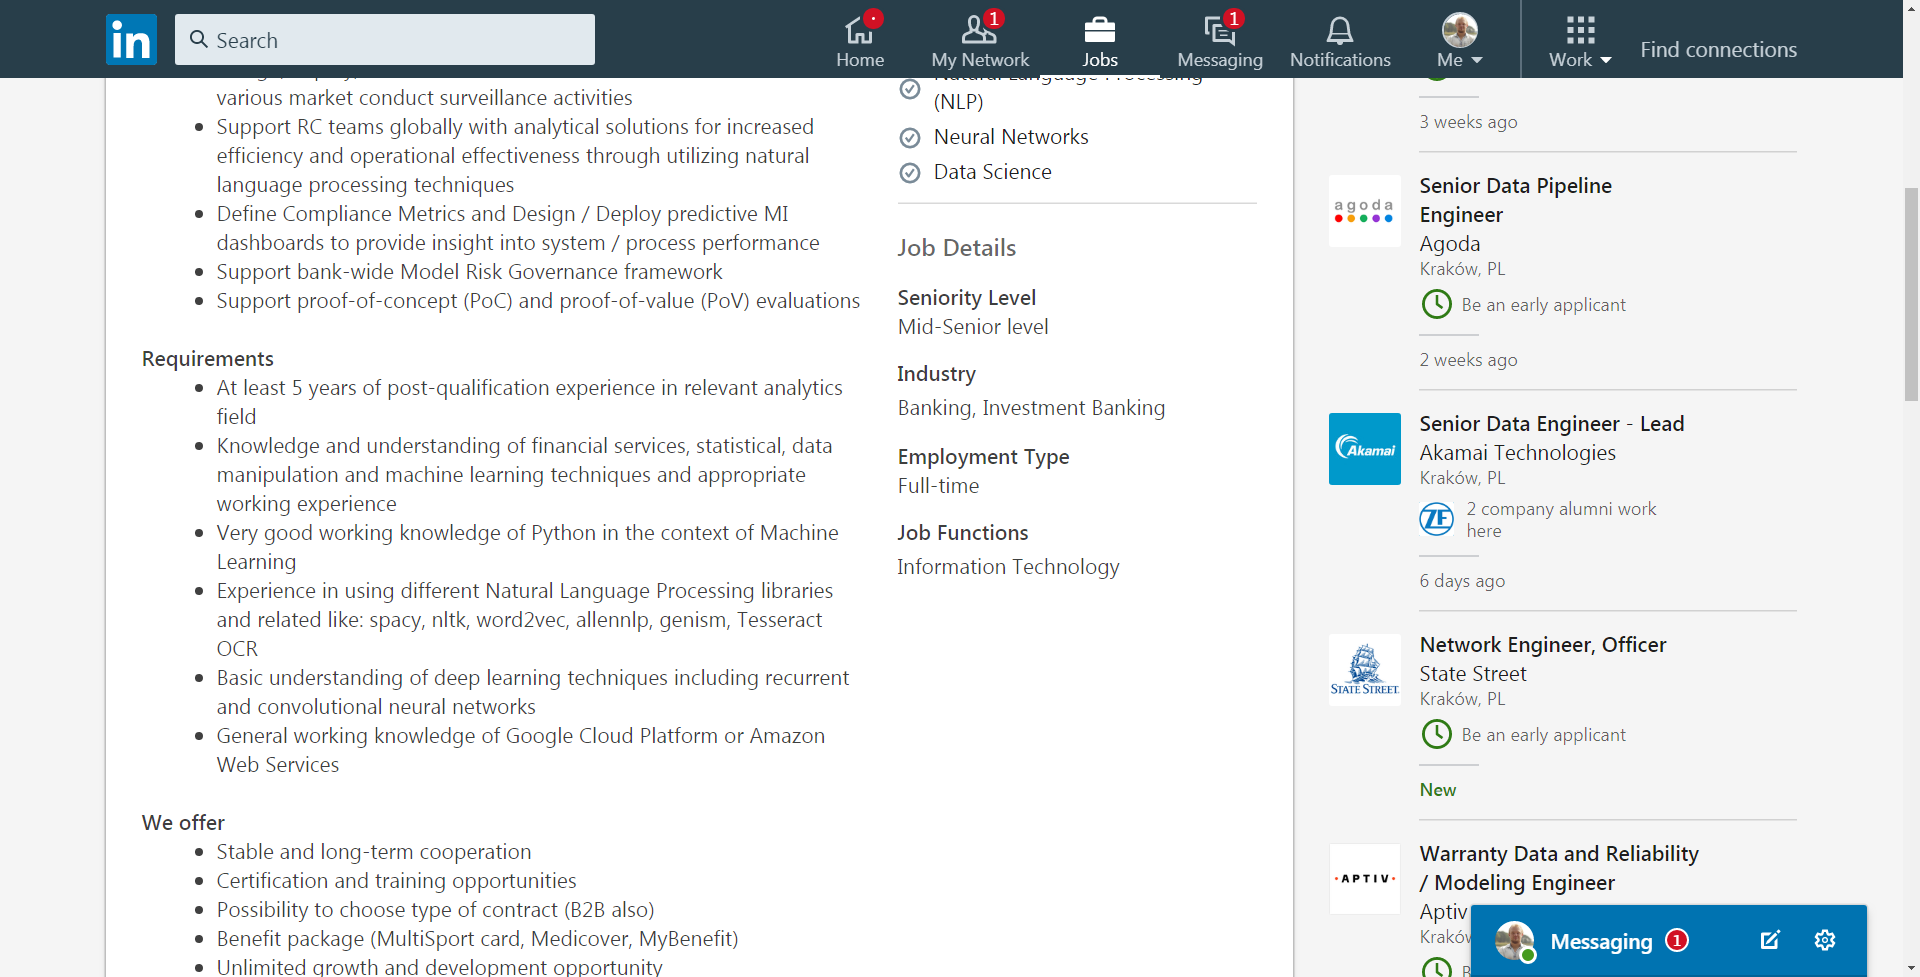 in
Search
Home
1
My Network
Jobs
1
Messaging
Notifications
Me
Work
Find connections
various market conduct surveillance activities
Support RC teams globally with analytical solutions for increased
efficiency and operational effectiveness through utilizing natural
language processing techniques
Define Compliance Metrics and Design / Deploy predictive MI
dashboards to provide insight into system / process performance
Support bank-wide Model Risk Governance framework
Support proof-of-concept (PoC) and proof-of-value (PoV) evaluations
Requirements
At least 5 years of post-qualification experience in relevant analytics
field
Knowledge and understanding of financial services, statistical, data
manipulation and machine learning techniques and appropriate
working experience
Very good working knowledge of Python in the context of Machine
Learning
Experience in using different Natural Language Processing libraries
and related like: spacy, nltk, word2vec, allennlp, genism, Tesseract
OCR
Basic understanding of deep learning techniques including recurrent
and convolutional neural networks
General working knowledge of Google Cloud Platform or Amazon
Web Services
We offer
Stable and long-term cooperation
Certification and training opportunities
Possibility to choose type of contract (B2B also)
Benefit package (MultiSport card, Medicover, MyBenefit)
Unlimited growth and development opportunity
Natural Language Processing
(NLP)
Neural Networks
Data Science
Job Details
Seniority Level
Mid-Senior level
Industry
Banking, Investment Banking
Employment Type
Full-time
Job Functions
Information Technology
3 weeks ago
agoda
Senior Data Pipeline
Engineer
Agoda
Kraków, PL
Be an early applicant
2 weeks ago
Akamai
Senior Data Engineer - Lead
Akamai Technologies
Kraków, PL
ZF
2 company alumni work
here
6 days ago
STATE STREET.
Network Engineer, Officer
State Street
Kraków, PL
Be an early applicant
New
• APTIV •
Warranty Data and Reliability
/ Modeling Engineer
Aptiv
Kraków
Messaging
1